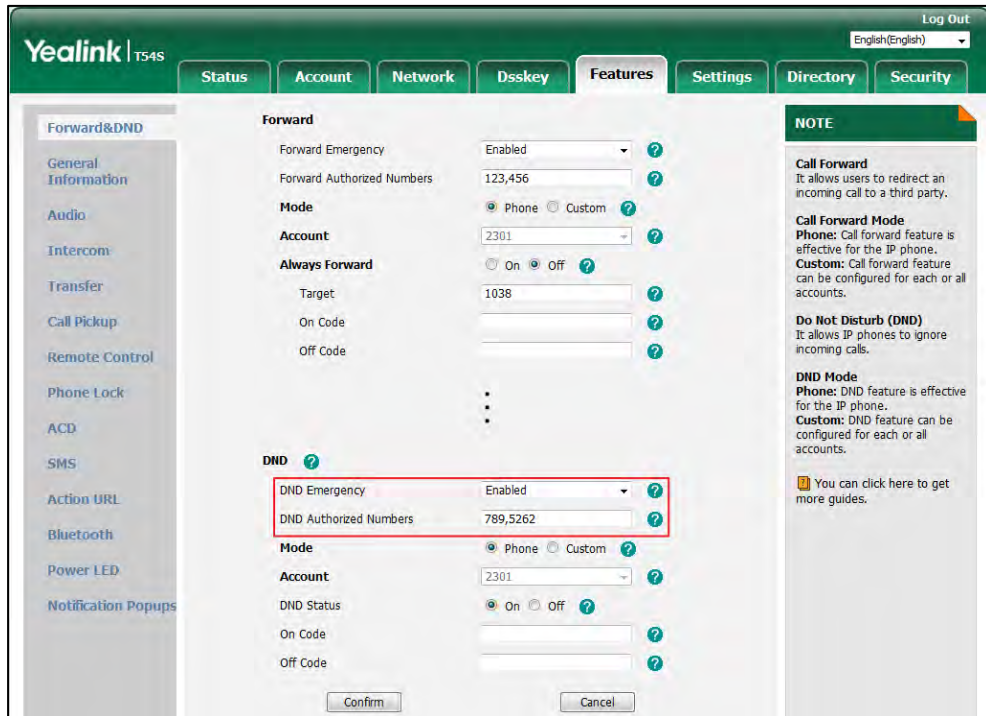 Log Out
Yealink | T54S
English(English)
Status Account Network Dsskey Features Settings Directory Security
Forward&DND
General
Information
Audio
Intercom
Transfer
Call Pickup
Remote Control
Phone Lock
ACD
SMS
Action URL
Bluetooth
Power LED
Notification Popups
Forward
Forward Emergency Enabled ?
Forward Authorized Numbers 123,456 ?
Mode Phone Custom ?
Account 2301 ?
Always Forward On Off ?
Target 1038 ?
On Code ?
Off Code ?
DND ?
DND Emergency Enabled ?
DND Authorized Numbers 789,5262 ?
Mode Phone Custom ?
Account 2301 ?
DND Status On Off ?
On Code ?
Off Code ?
Confirm Cancel
NOTE
Call Forward
It allows users to redirect an
incoming call to a third party.
Call Forward Mode
Phone: Call forward feature is
effective for the IP phone.
Custom: Call forward feature
can be configured for each or all
accounts.
Do Not Disturb (DND)
It allows IP phones to ignore
incoming calls.
DND Mode
Phone: DND feature is effective
for the IP phone.
Custom: DND feature can be
configured for each or all
accounts.
? You can click here to get
more guides.